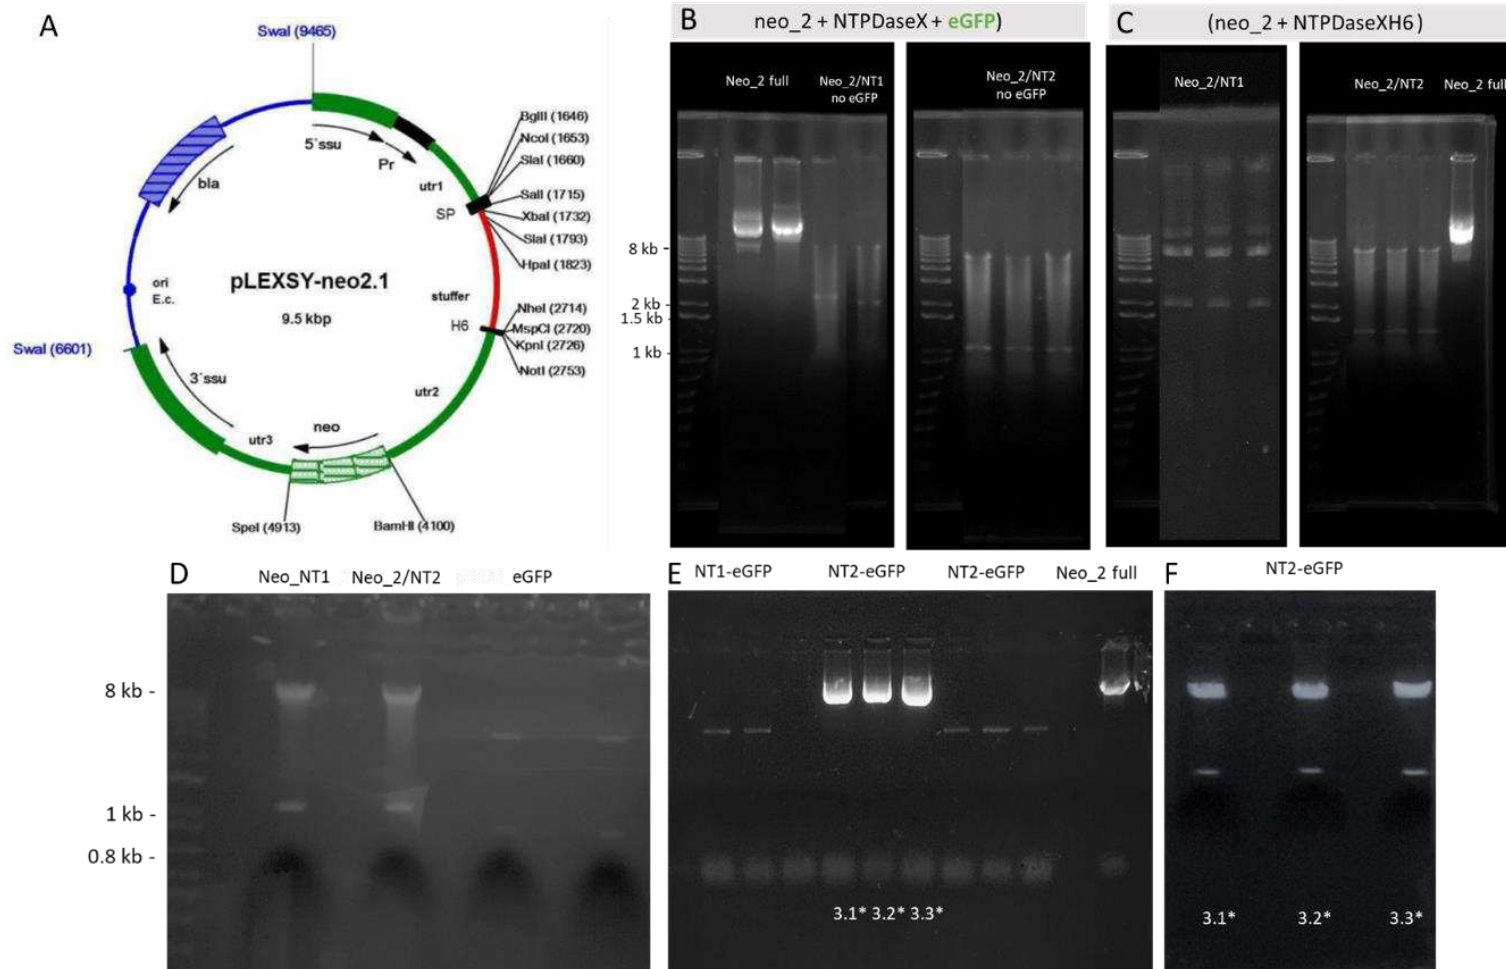 A
SwaI (9465)
5´ssu
Pr
utr1
SP
BglII (1646)
NcoI (1653)
SlaI (1660)
SalI (1715)
XbaI (1732)
SlaI (1793)
HpaI (1823)
bla
ori
E.c.
pLEXSY-neo2.1
9.5 kbp
stuffer
H6
NheI (2714)
MspCI (2720)
KpnI (2726)
NotI (2753)
SwaI (6601)
3´ssu
utr2
neo
utr3
SpeI (4913)
BamHI (4100)
B
neo_2 + NTPDaseX + eGFP)
Neo_2 full
Neo_2/NT1
no eGFP
Neo_2/NT2
no eGFP
8 kb -
2 kb -
1.5 kb -
1 kb -
C
(neo_2 + NTPDaseXH6 )
Neo_2/NT1
Neo_2/NT2
Neo_2 full
D
Neo_NT1
Neo_2/NT2
eGFP
8 kb -
1 kb -
0.8 kb -
E
NT1-eGFP
NT2-eGFP
NT2-eGFP
Neo_2 full
3.1* 3.2* 3.3*
F
NT2-eGFP
3.1*
3.2*
3.3*